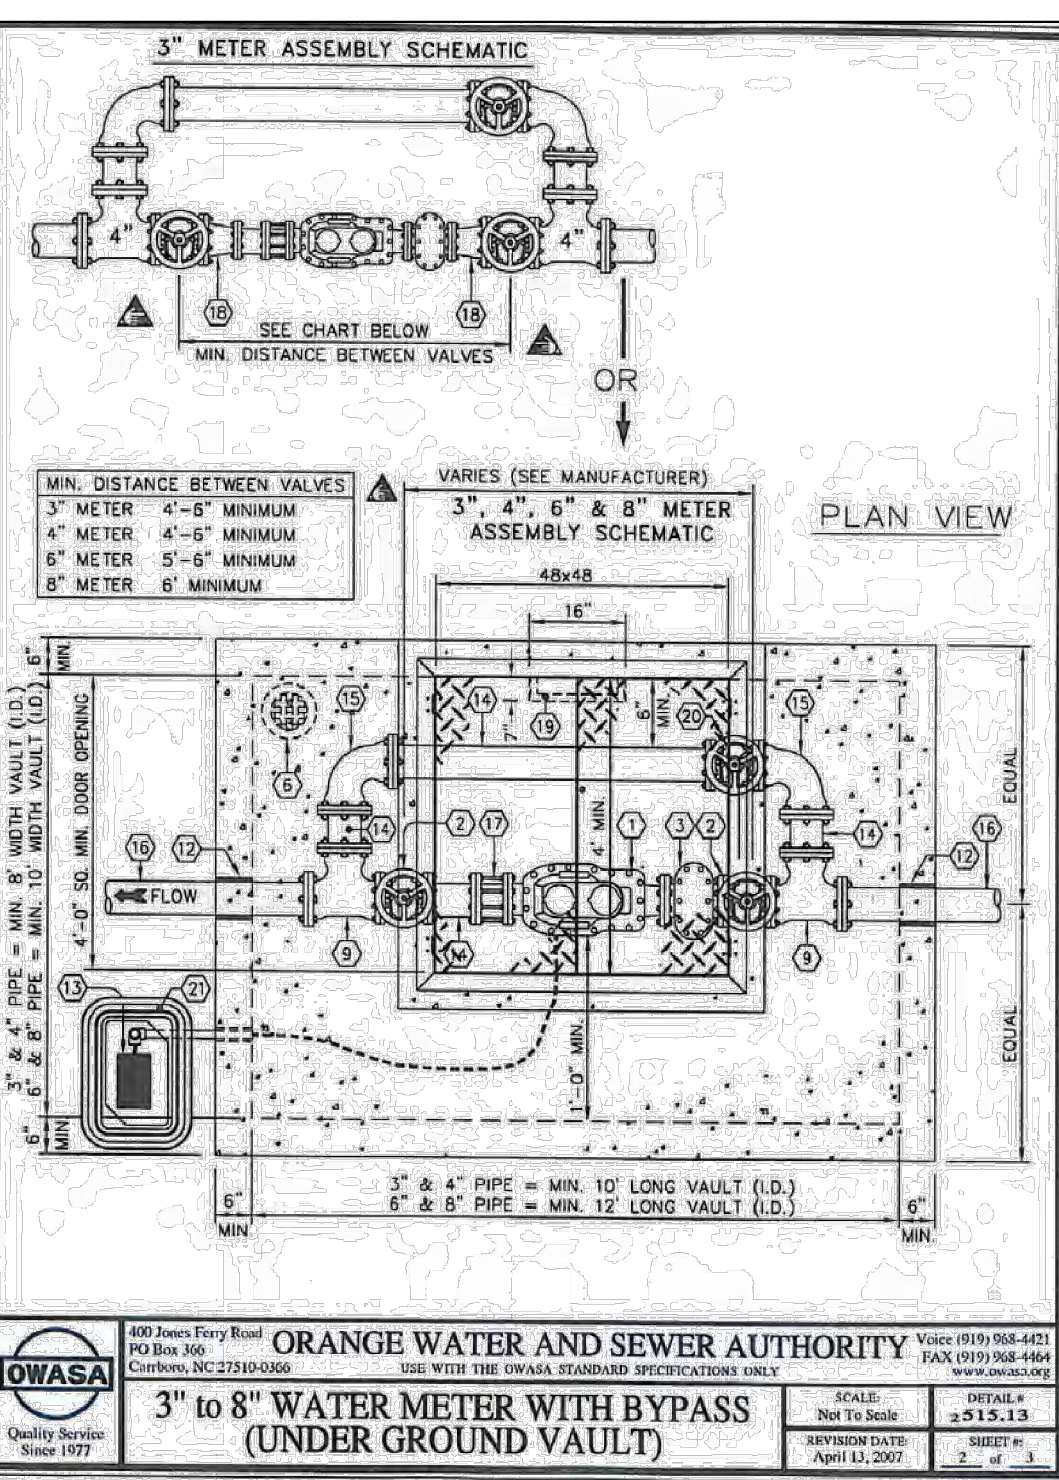 3" METER ASSEMBLY SCHEMATIC
4"
4"
18
18
SEE CHART BELOW
MIN. DISTANCE BETWEEN VALVES
OR
MIN. DISTANCE BETWEEN VALVES
3" METER 4'-6" MINIMUM
4" METER 4'-6" MINIMUM
6" METER 5'-6" MINIMUM
8" METER 6' MINIMUM
VARIES (SEE MANUFACTURER)
3", 4", 6" & 8" METER
ASSEMBLY SCHEMATIC
PLAN VIEW
48x48
16"
6"
MIN.
3" & 4" PIPE = MIN. 8' WIDTH VAULT (I.D.)
6" & 8" PIPE = MIN. 10' WIDTH VAULT (I.D.)
4'-0" SQ. MIN. DOOR OPENING
15
14
7"
19
6"
MIN.
20
15
6
EQUAL
14
2
17
4' MIN.
1
3
2
14
16
12
12
16
FLOW
9
14
9
13
21
1'-0" MIN.
EQUAL
6"
MIN
3" & 4" PIPE = MIN. 10' LONG VAULT (I.D.)
6" & 8" PIPE = MIN. 12' LONG VAULT (I.D.)
6"
MIN
6"
MIN.
OWASA
Quality Service
Since 1977
400 Jones Ferry Road
PO Box 366
Carrboro, NC 27510-0366
ORANGE WATER AND SEWER AUTHORITY
USE WITH THE OWASA STANDARD SPECIFICATIONS ONLY
Voice (919) 968-4421
FAX (919) 968-4464
www.owasa.org
3" to 8" WATER METER WITH BYPASS
(UNDER GROUND VAULT)
SCALE:
Not To Scale
DETAIL #
515.13
REVISION DATE:
April 13, 2007
SHEET #:
2 of 3